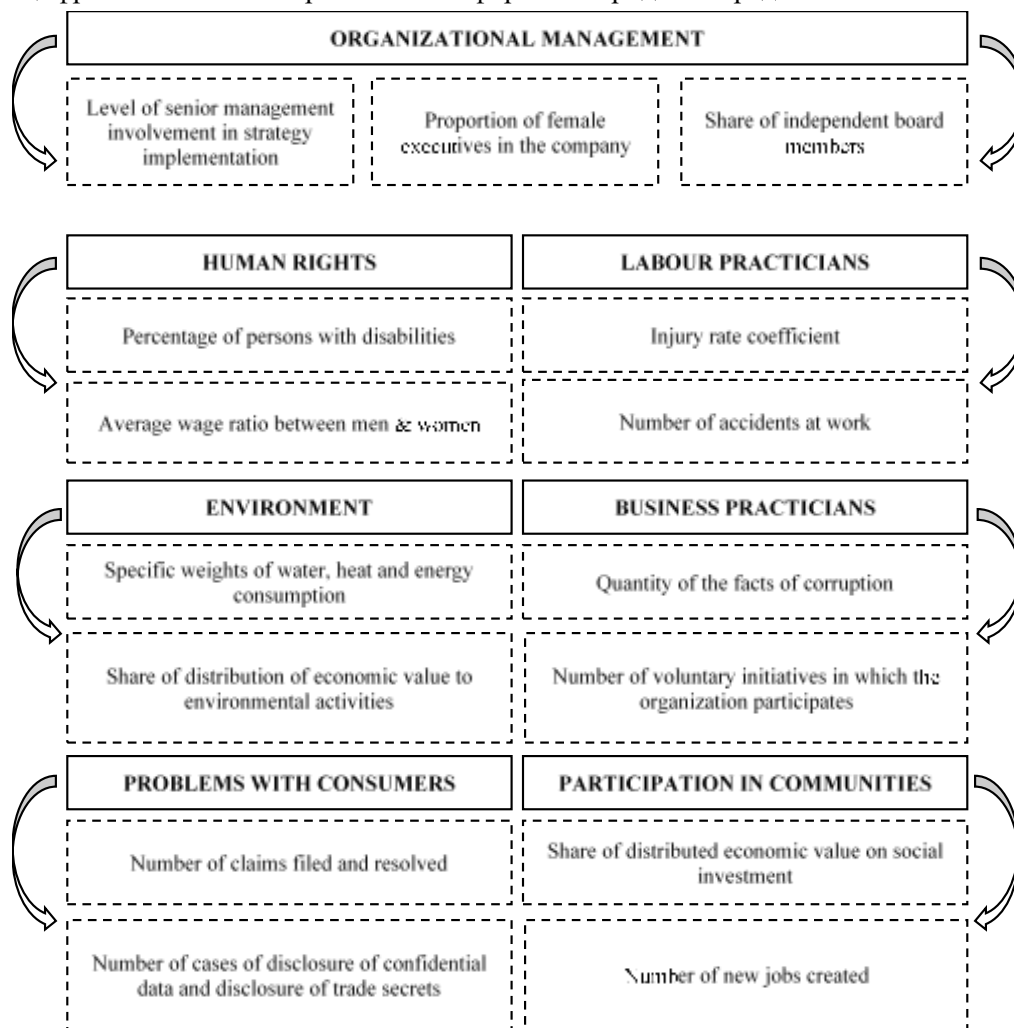 ORGANIZATIONAL MANAGEMENT
Level of senior management
involvement in strategy
implementation
Proportion of female
executives in the company
Share of independent board
members
HUMAN RIGHTS
Percentage of persons with disabilities
Average wage ratio between men & women
LABOUR PRACTICIANS
Injury rate coefficient
Number of accidents at work
ENVIRONMENT
Specific weights of water, heat and energy
consumption
Share of distribution of economic value to
environmental activities
BUSINESS PRACTICIANS
Quantity of the facts of corruption
Number of voluntary initiatives in which the
organization participates
PROBLEMS WITH CONSUMERS
Number of claims filed and resolved
Number of cases of disclosure of confidential
data and disclosure of trade secrets
PARTICIPATION IN COMMUNITIES
Share of distributed economic value on social
investment
Number of new jobs created